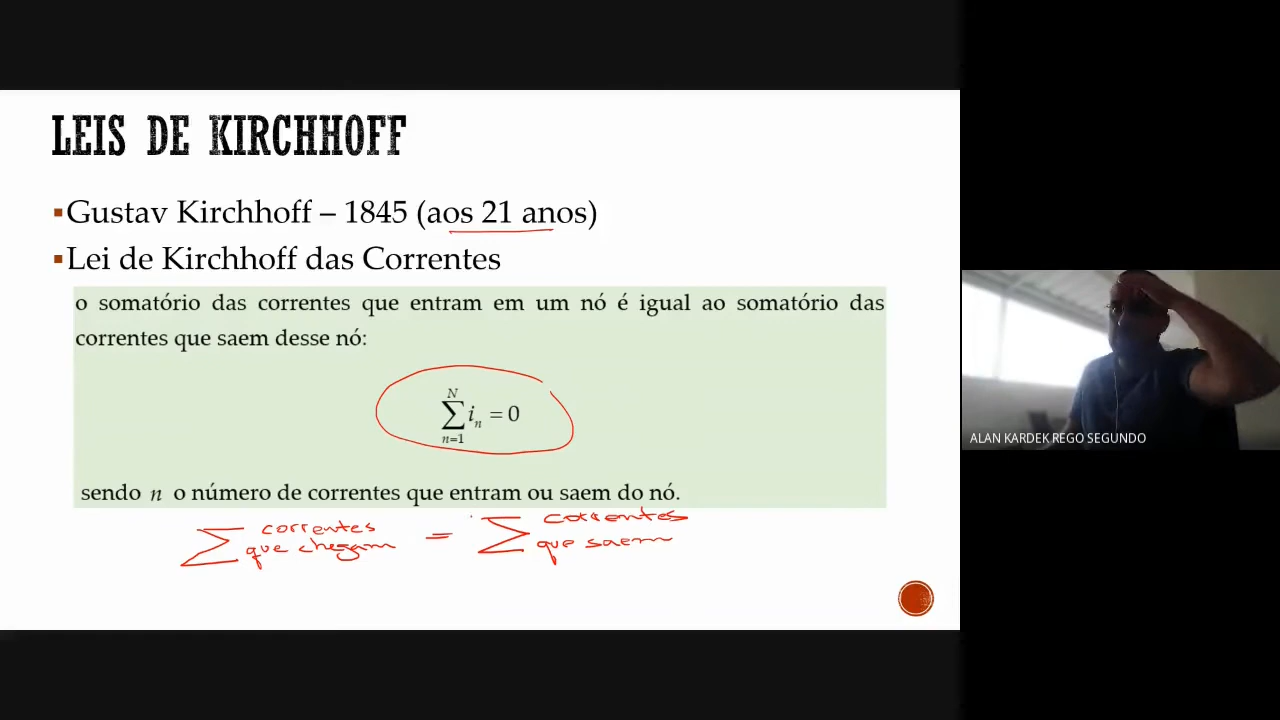 LEIS DE KIRCHHOFF
▪Gustav Kirchhoff – 1845 (aos 21 anos)
▪Lei de Kirchhoff das Correntes
o somatório das correntes que entram em um nó é igual ao somatório das
correntes que saem desse nó:
N
∑ iₙ = 0
n=1
sendo n o número de correntes que entram ou saem do nó.
∑ correntes que chegam = ∑ correntes que saem
ALAN KARDEK REGO SEGUNDO